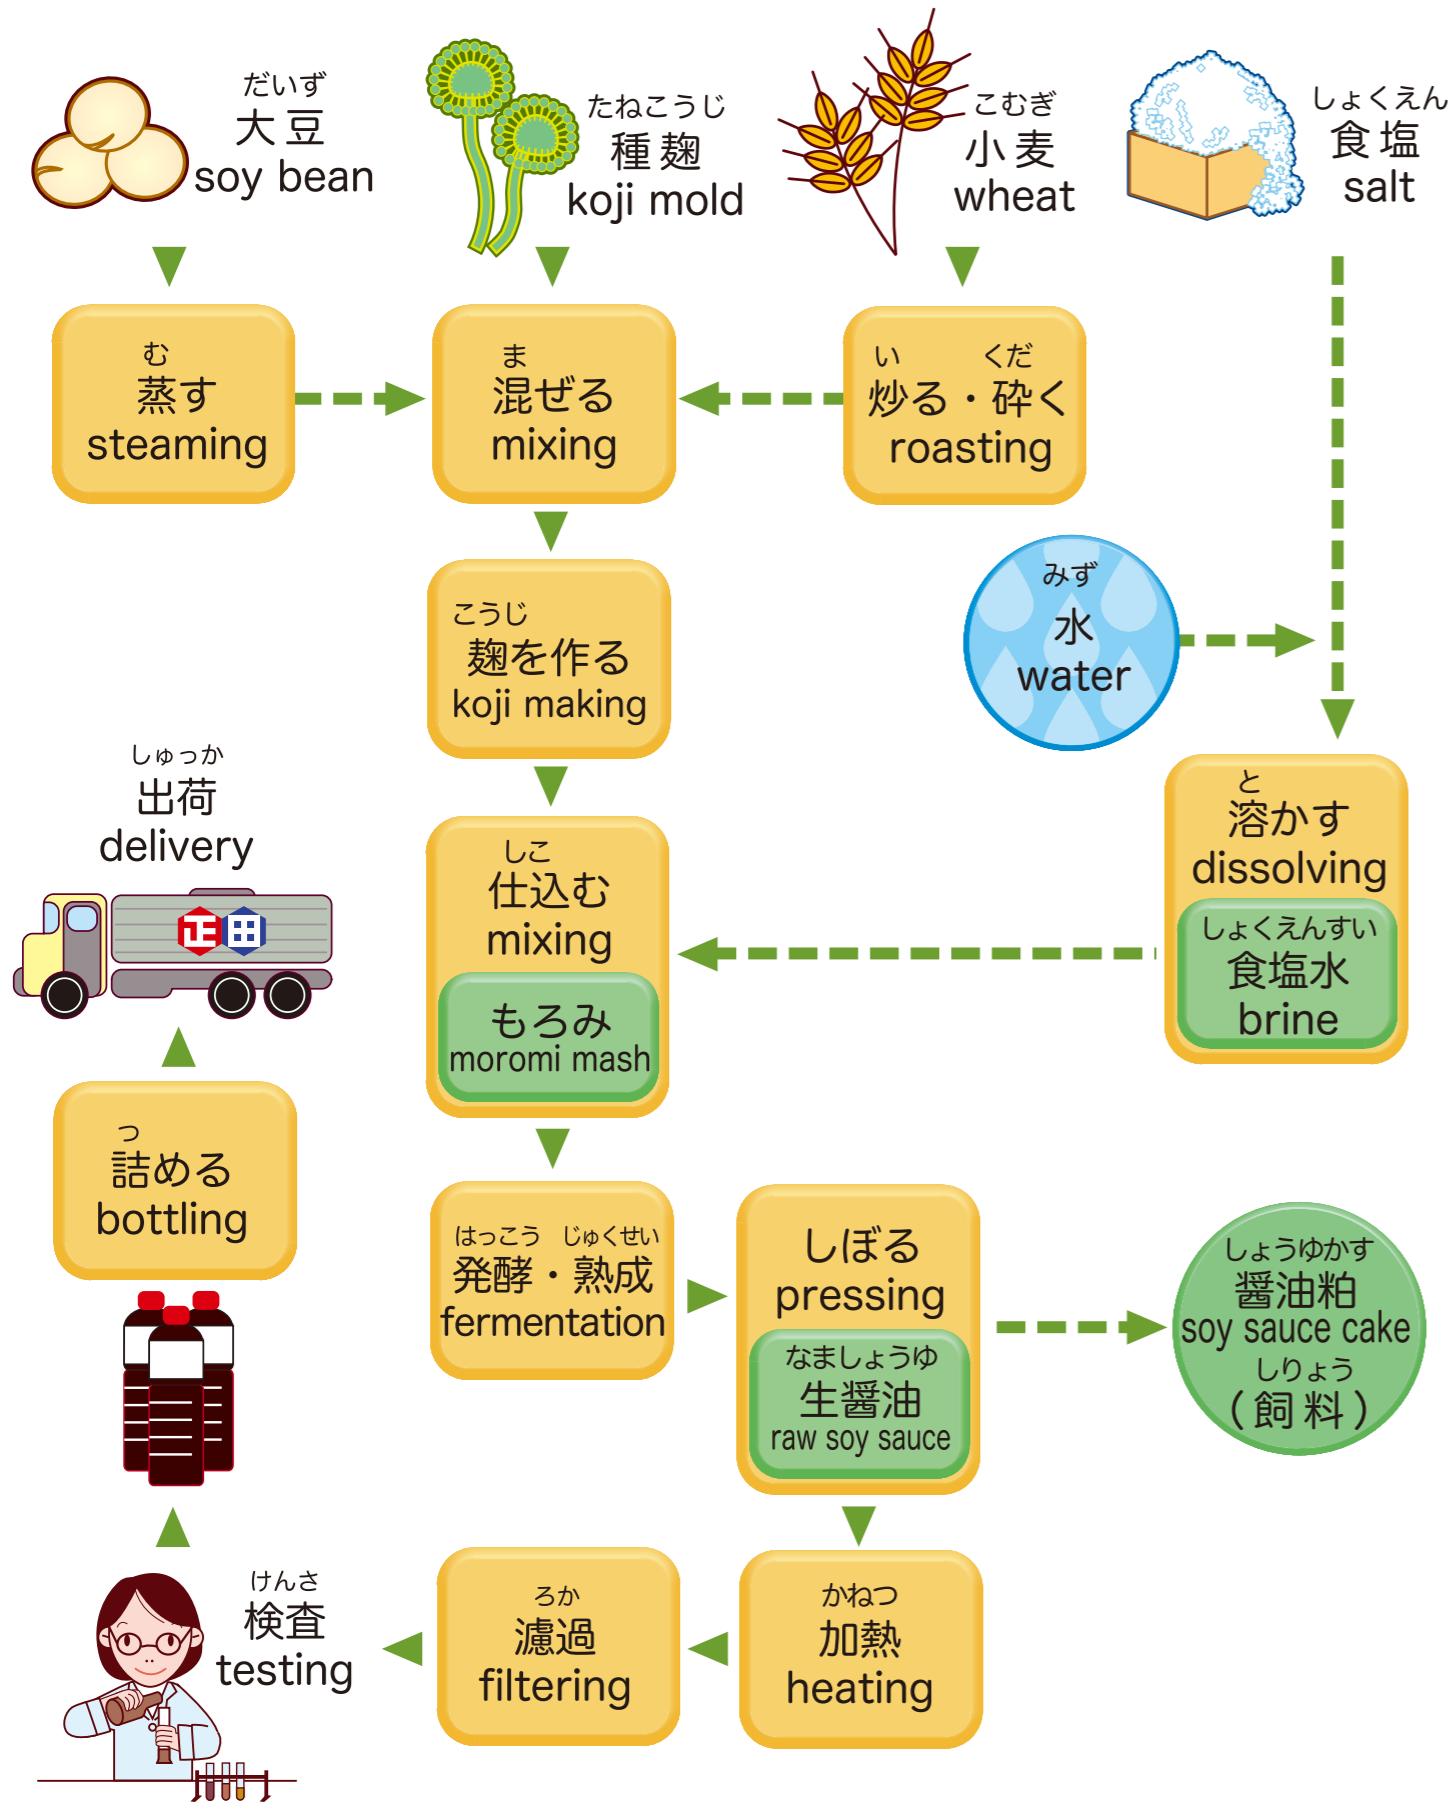 だいず
大豆
soy bean
たねこうじ
種麹
koji mold
こむぎ
小麦
wheat
しょくえん
食塩
salt
む
蒸す
steaming
ま
混ぜる
mixing
い くだ
炒る・砕く
roasting
こうじ
麹を作る
koji making
みず
水
water
と
溶かす
dissolving
しょくえんすい
食塩水
brine
しこ
仕込む
mixing
もろみ
moromi mash
はっこう じゅくせい
発酵・熟成
fermentation
しぼる
pressing
なましょうゆ
生醤油
raw soy sauce
しょうゆかす
醤油粕
soy sauce cake
しりょう
(飼料)
かねつ
加熱
heating
ろか
濾過
filtering
けんさ
検査
testing
つ
詰める
bottling
しゅっか
出荷
delivery
正田